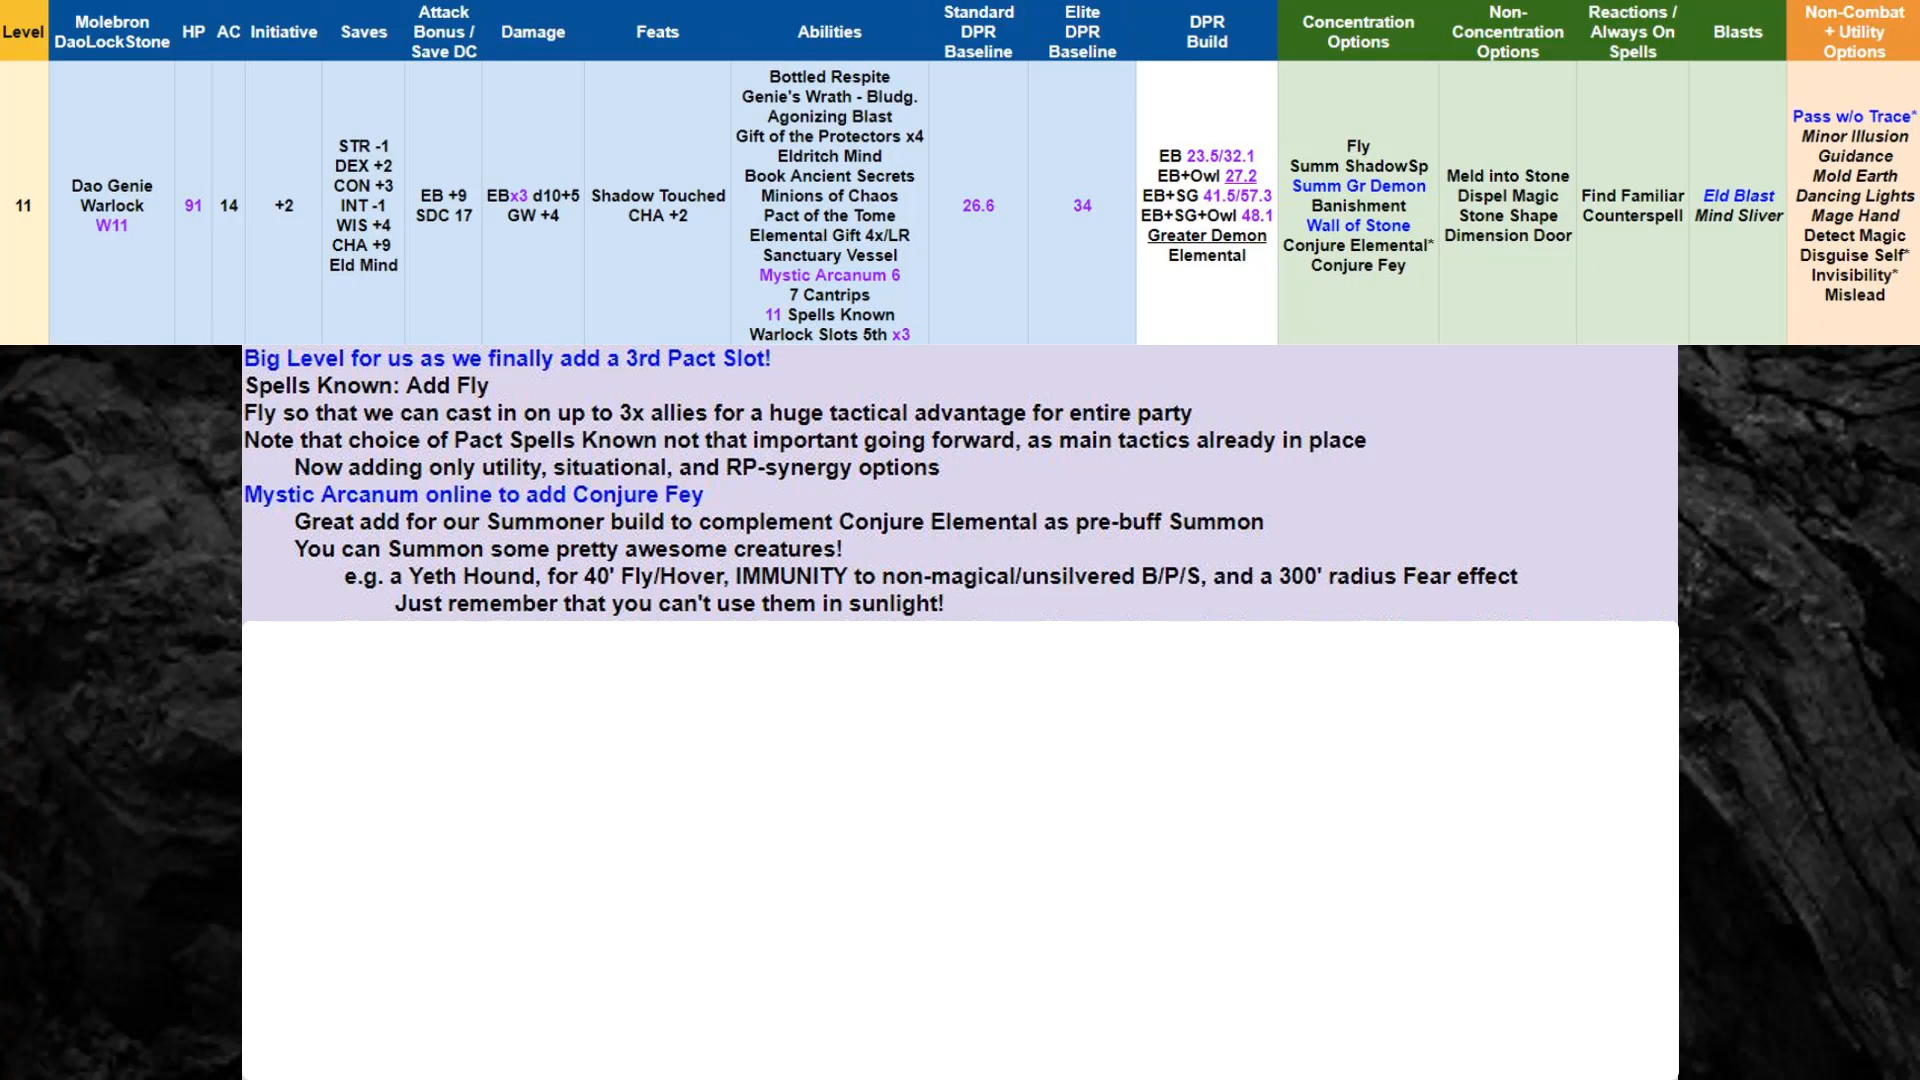 Level
Molebron
DaoLockStone
HP
AC
Initiative
Saves
Attack
Bonus /
Save DC
Damage
Feats
Abilities
Standard
DPR
Baseline
Elite
DPR
Baseline
DPR
Build
Concentration
Options
Non-
Concentration
Options
Reactions /
Always On
Spells
Blasts
Non-Combat
+ Utility
Options
11
Dao Genie
Warlock
W11
91
14
+2
STR -1
DEX +2
CON +3
INT -1
WIS +4
CHA +9
Eld Mind
EB +9
SDC 17
EBx3 d10+5
GW +4
Shadow Touched
CHA +2
Bottled Respite
Genie's Wrath - Bludg.
Agonizing Blast
Gift of the Protectors x4
Eldritch Mind
Book Ancient Secrets
Minions of Chaos
Pact of the Tome
Elemental Gift 4x/LR
Sanctuary Vessel
Mystic Arcanum 6
7 Cantrips
11 Spells Known
Warlock Slots 5th x3
26.6
34
EB 23.5/32.1
EB+Owl 27.2
EB+SG 41.5/57.3
EB+SG+Owl 48.1
Greater Demon
Elemental
Fly
Summ ShadowSp
Summ Gr Demon
Banishment
Wall of Stone
Conjure Elemental*
Conjure Fey
Meld into Stone
Dispel Magic
Stone Shape
Dimension Door
Find Familiar
Counterspell
Eld Blast
Mind Sliver
Pass w/o Trace*
Minor Illusion
Guidance
Mold Earth
Dancing Lights
Mage Hand
Detect Magic
Disguise Self*
Invisibility*
Mislead
Big Level for us as we finally add a 3rd Pact Slot!
Spells Known: Add Fly
Fly so that we can cast in on up to 3x allies for a huge tactical advantage for entire party
Note that choice of Pact Spells Known not that important going forward, as main tactics already in place
Now adding only utility, situational, and RP-synergy options
Mystic Arcanum online to add Conjure Fey
Great add for our Summoner build to complement Conjure Elemental as pre-buff Summon
You can Summon some pretty awesome creatures!
e.g. a Yeth Hound, for 40' Fly/Hover, IMMUNITY to non-magical/unsilvered B/P/S, and a 300' radius Fear effect
Just remember that you can't use them in sunlight!